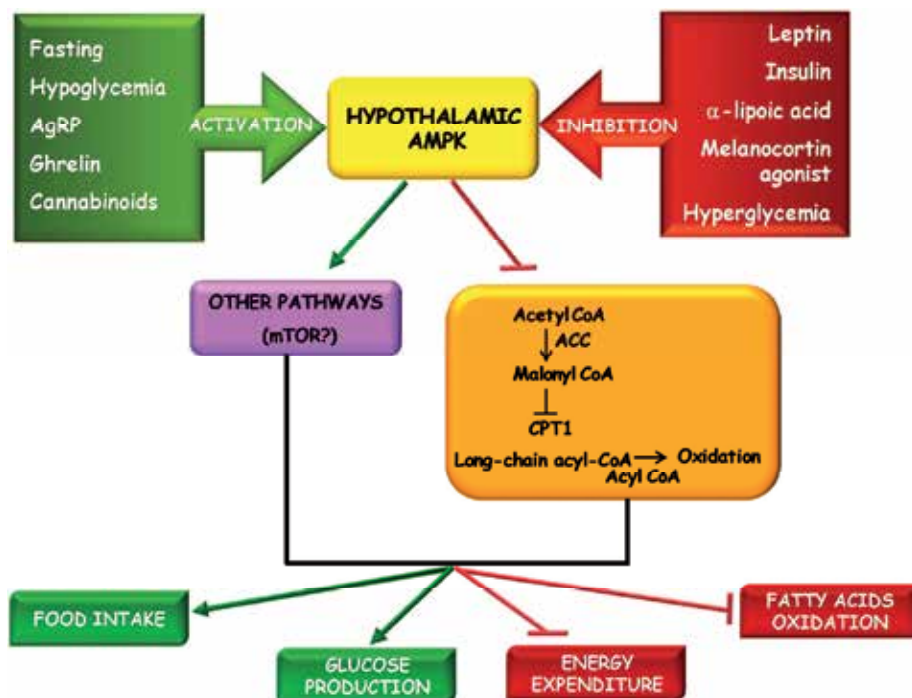 Fasting
Hypoglycemia
AgRP
Ghrelin
Cannabinoids
ACTIVATION
HYPOTHALAMIC
AMPK
INHIBITION
Leptin
Insulin
α-lipoic acid
Melanocortin
agonist
Hyperglycemia
OTHER PATHWAYS
(mTOR?)
Acetyl CoA
ACC
Malonyl CoA
CPT1
Long-chain acyl-CoA → Oxidation
Acyl CoA
FOOD INTAKE
GLUCOSE
PRODUCTION
ENERGY
EXPENDITURE
FATTY ACIDS
OXIDATION